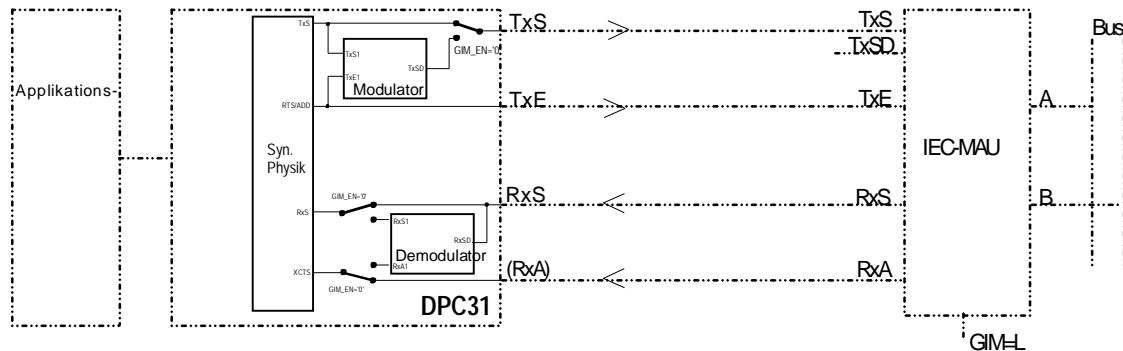 TxS
TxS
TxS
Bus
GIM_EN='0'
TxSD
TxS1
TxSD
TxE1
Modulator
Applikations-
RTS/ADD
TxE
TxE
A
Syn.
Physik
IEC-MAU
GIM_EN='0'
RxS
RxS
RxS
B
RxS1
RxSD
Demodulator
RxA1
XCTS
(RxA)
RxA
GIM_EN='0'
DPC31
GIM=L